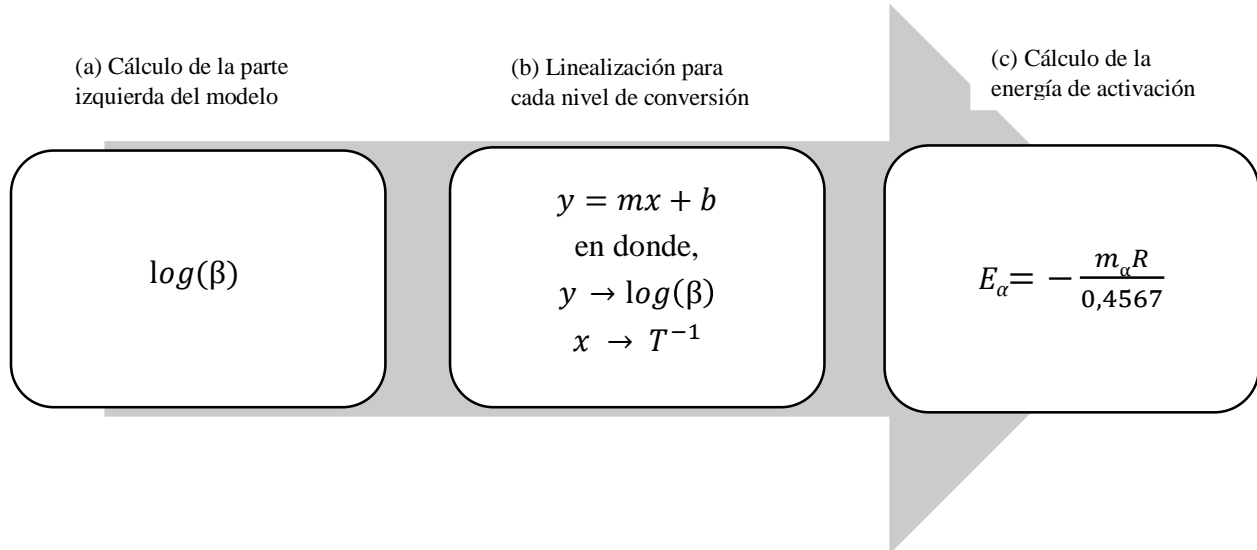 (a) Cálculo de la parte
izquierda del modelo
log(β)
(b) Linealización para
cada nivel de conversión
y = mx + b
en donde,
y → log(β)
x → T⁻¹
(c) Cálculo de la
energía de activación
E_α = − m_α R / 0,4567